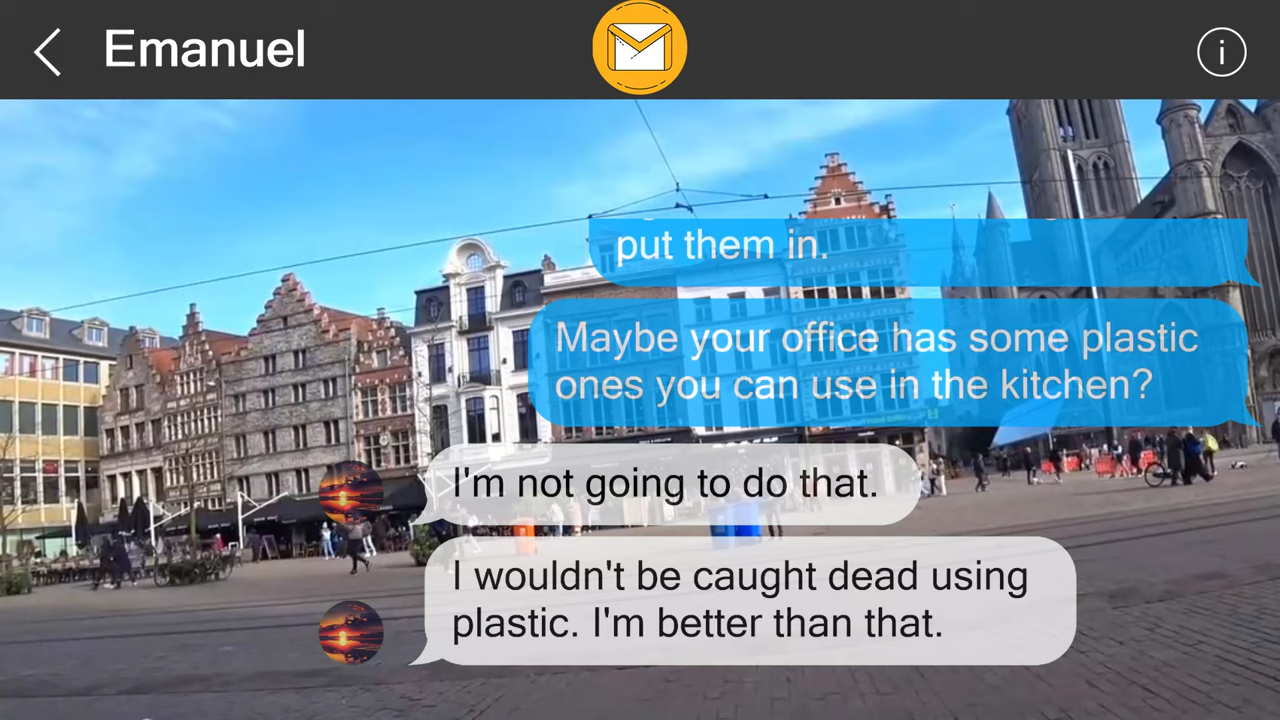 Emanuel
i
put them in.
Maybe your office has some plastic
ones you can use in the kitchen?
I'm not going to do that.
I wouldn't be caught dead using
plastic. I'm better than that.